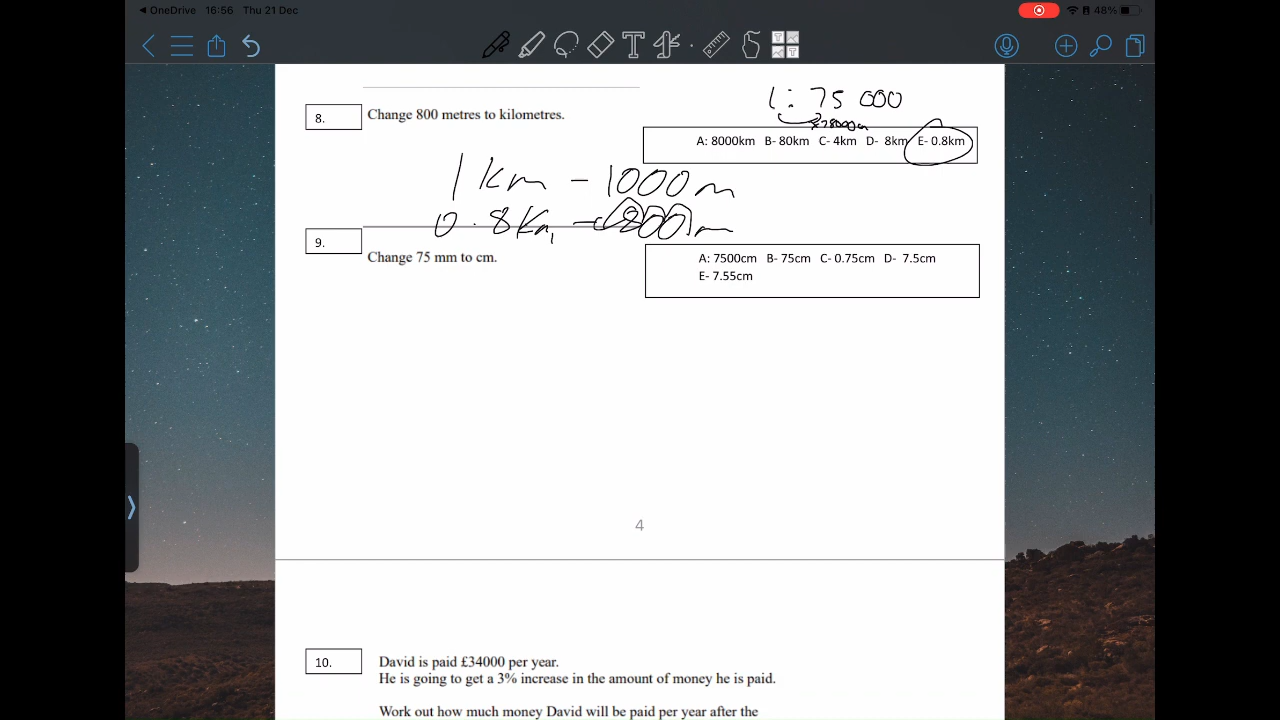 OneDrive 16:56 Thu 21 Dec 48%
1 : 75 000
8. Change 800 metres to kilometres.
A: 8000km B- 80km C- 4km D- 8km E- 0.8km
1 km - 1000 m
0.8 Km - 800 m
9. Change 75 mm to cm.
A: 7500cm B- 75cm C- 0.75cm D- 7.5cm
E- 7.55cm
4
10. David is paid £34000 per year.
He is going to get a 3% increase in the amount of money he is paid.
Work out how much money David will be paid per year after the